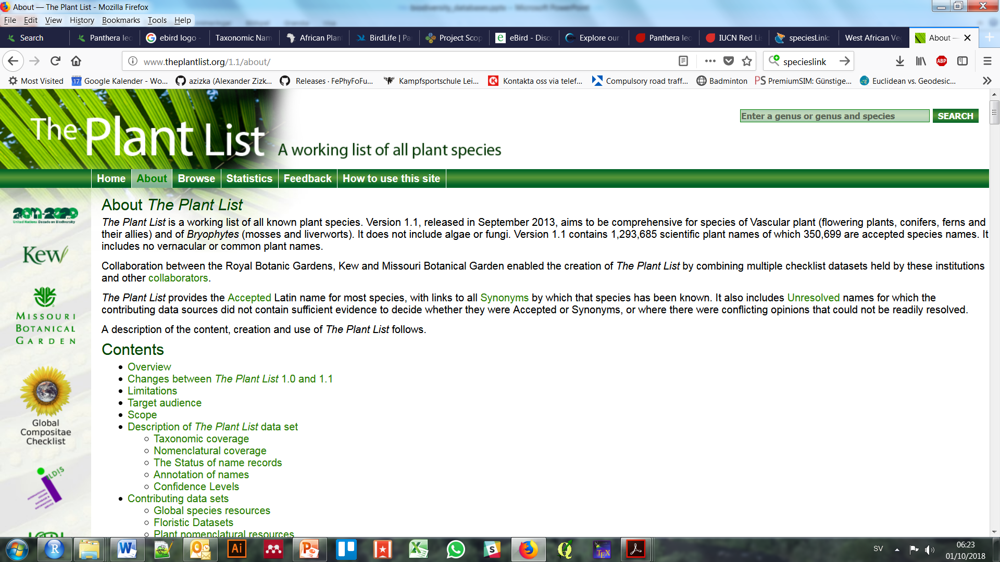 About — The Plant List - Mozilla Firefox
File Edit View History Bookmarks Tools Help
Search
Panthera leo
ebird logo -
Taxonomic Nam
African Plan
BirdLife | Pa
Project Scop
eBird - Disco
Explore our
Panthera leo
IUCN Red Li
speciesLink
West African Ve
About —
www.theplantlist.org/1.1/about/
specieslink
ABP
Most Visited
17 Google Kalender - Wo...
azizka (Alexander Zizk...
Releases · FePhyFoFu...
Kampfsportschule Lei...
Kontakta oss via telef...
Compulsory road traff...
Badminton
PS PremiumSIM: Günstige...
Euclidean vs. Geodesic...
The Plant List A working list of all plant species
Enter a genus or genus and species SEARCH
Home About Browse Statistics Feedback How to use this site
2011-2020
United Nations Decade on Biodiversity
Kew
MISSOURI
BOTANICAL
GARDEN
Global
Compositae
Checklist
ILDIS
About The Plant List
The Plant List is a working list of all known plant species. Version 1.1, released in September 2013, aims to be comprehensive for species of Vascular plant (flowering plants, conifers, ferns and
their allies) and of Bryophytes (mosses and liverworts). It does not include algae or fungi. Version 1.1 contains 1,293,685 scientific plant names of which 350,699 are accepted species names. It
includes no vernacular or common plant names.
Collaboration between the Royal Botanic Gardens, Kew and Missouri Botanical Garden enabled the creation of The Plant List by combining multiple checklist datasets held by these institutions
and other collaborators.
The Plant List provides the Accepted Latin name for most species, with links to all Synonyms by which that species has been known. It also includes Unresolved names for which the
contributing data sources did not contain sufficient evidence to decide whether they were Accepted or Synonyms, or where there were conflicting opinions that could not be readily resolved.
A description of the content, creation and use of The Plant List follows.
Contents
Overview
Changes between The Plant List 1.0 and 1.1
Limitations
Target audience
Scope
Description of The Plant List data set
Taxonomic coverage
Nomenclatural coverage
The Status of name records
Annotation of names
Confidence Levels
Contributing data sets
Global species resources
Floristic Datasets
Plant nomenclatural resources
SV
06:23
01/10/2018